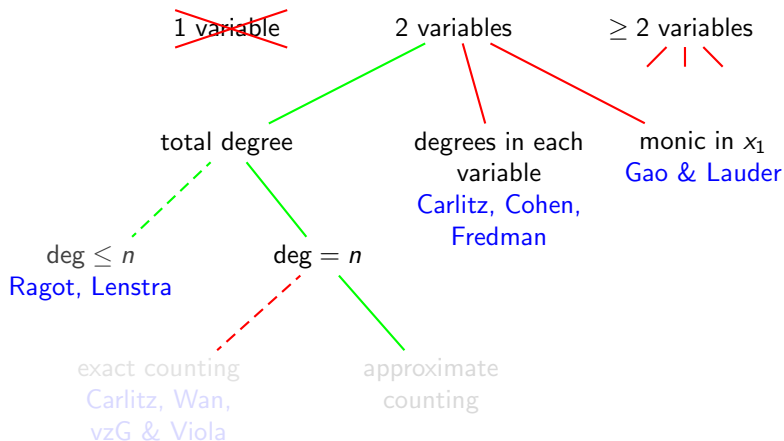 1 variable
2 variables
≥ 2 variables
total degree
degrees in each
variable
Carlitz, Cohen,
Fredman
monic in x₁
Gao & Lauder
deg ≤ n
Ragot, Lenstra
deg = n
exact counting
Carlitz, Wan,
vzG & Viola
approximate
counting